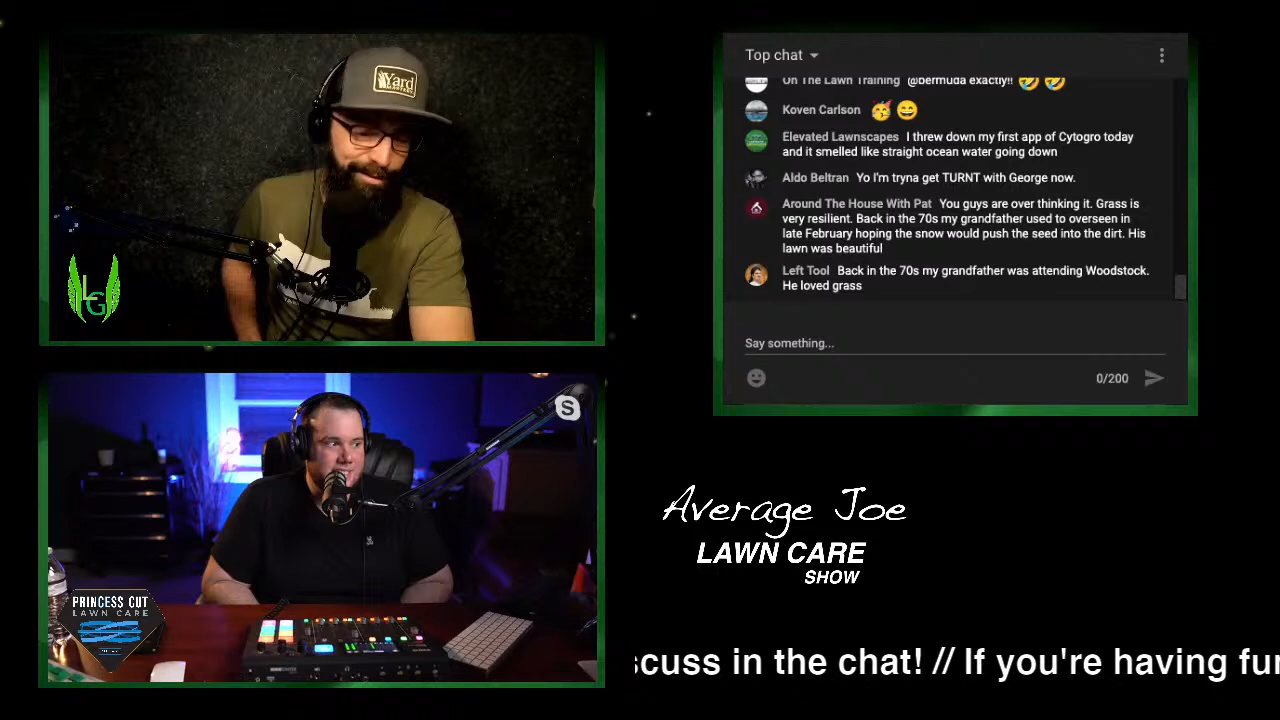 Yard
LG
Top chat
On The Lawn Training @bermuda exactly!! 🤣 🤣
Koven Carlson 🥳 😄
Elevated Lawnscapes I threw down my first app of Cytogro today
and it smelled like straight ocean water going down
Aldo Beltran Yo I'm tryna get TURNT with George now.
Around The House With Pat You guys are over thinking it. Grass is
very resilient. Back in the 70s my grandfather used to overseen in
late February hoping the snow would push the seed into the dirt. His
lawn was beautiful
Left Tool Back in the 70s my grandfather was attending Woodstock.
He loved grass
Say something...
0/200
S
PRINCESS CUT
LAWN CARE
Average Joe
LAWN CARE
SHOW
scuss in the chat! // If you're having fu